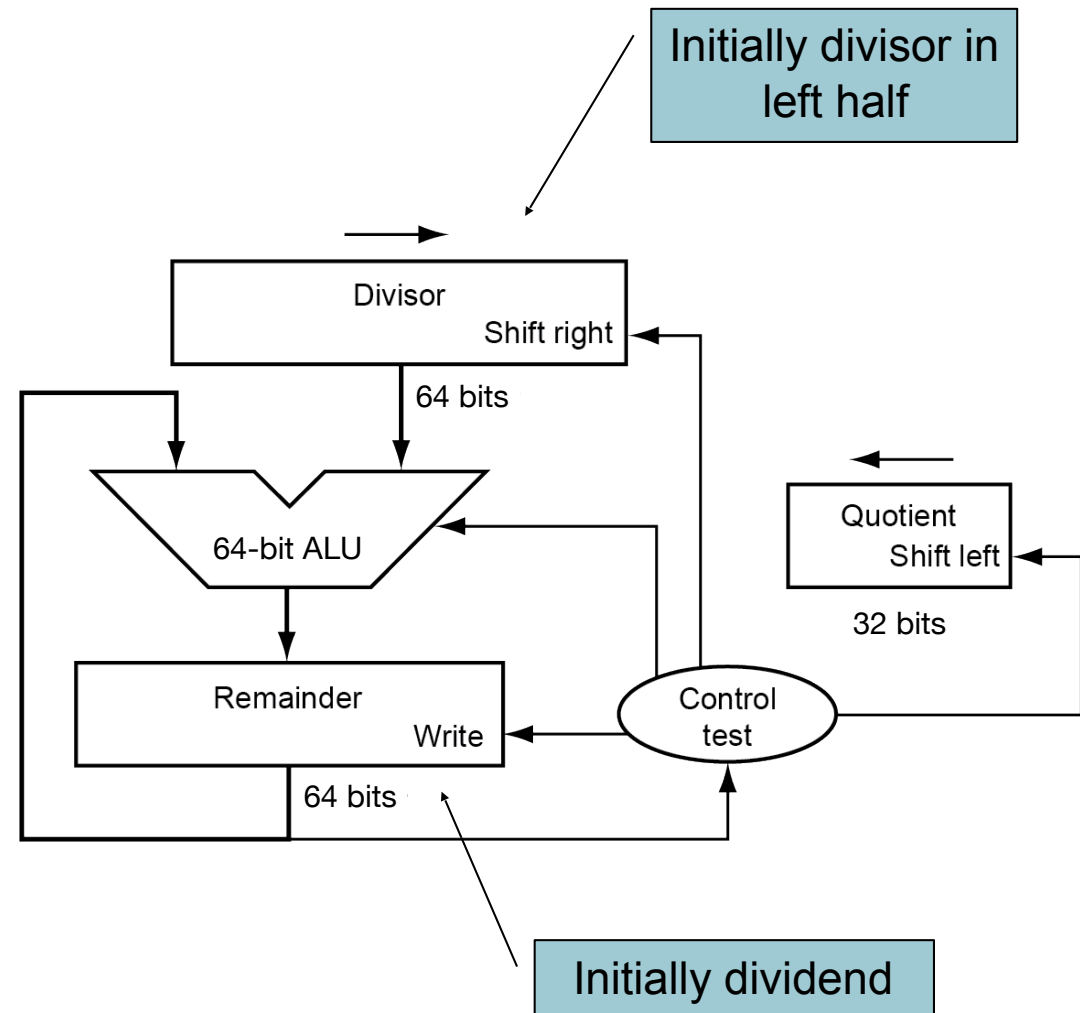 Initially divisor in
left half
Divisor
Shift right
64 bits
64-bit ALU
Quotient
Shift left
32 bits
Remainder
Write
Control
test
64 bits
Initially dividend